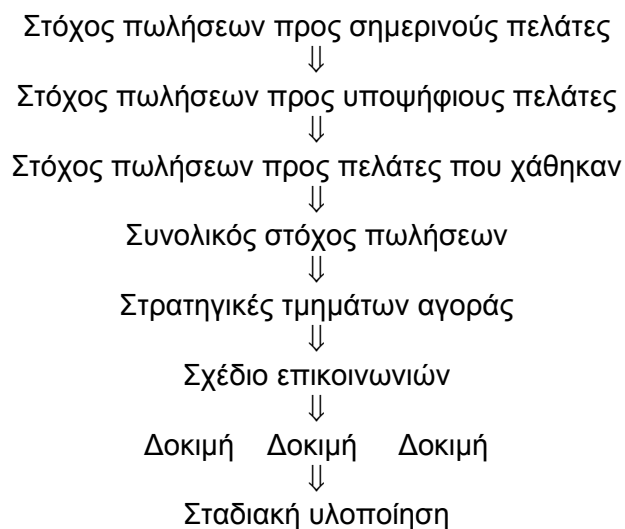 Στόχος πωλήσεων προς σημερινούς πελάτες
⇓
Στόχος πωλήσεων προς υποψήφιους πελάτες
⇓
Στόχος πωλήσεων προς πελάτες που χάθηκαν
⇓
Συνολικός στόχος πωλήσεων
⇓
Στρατηγικές τμημάτων αγοράς
⇓
Σχέδιο επικοινωνιών
⇓
Δοκιμή Δοκιμή Δοκιμή
⇓
Σταδιακή υλοποίηση